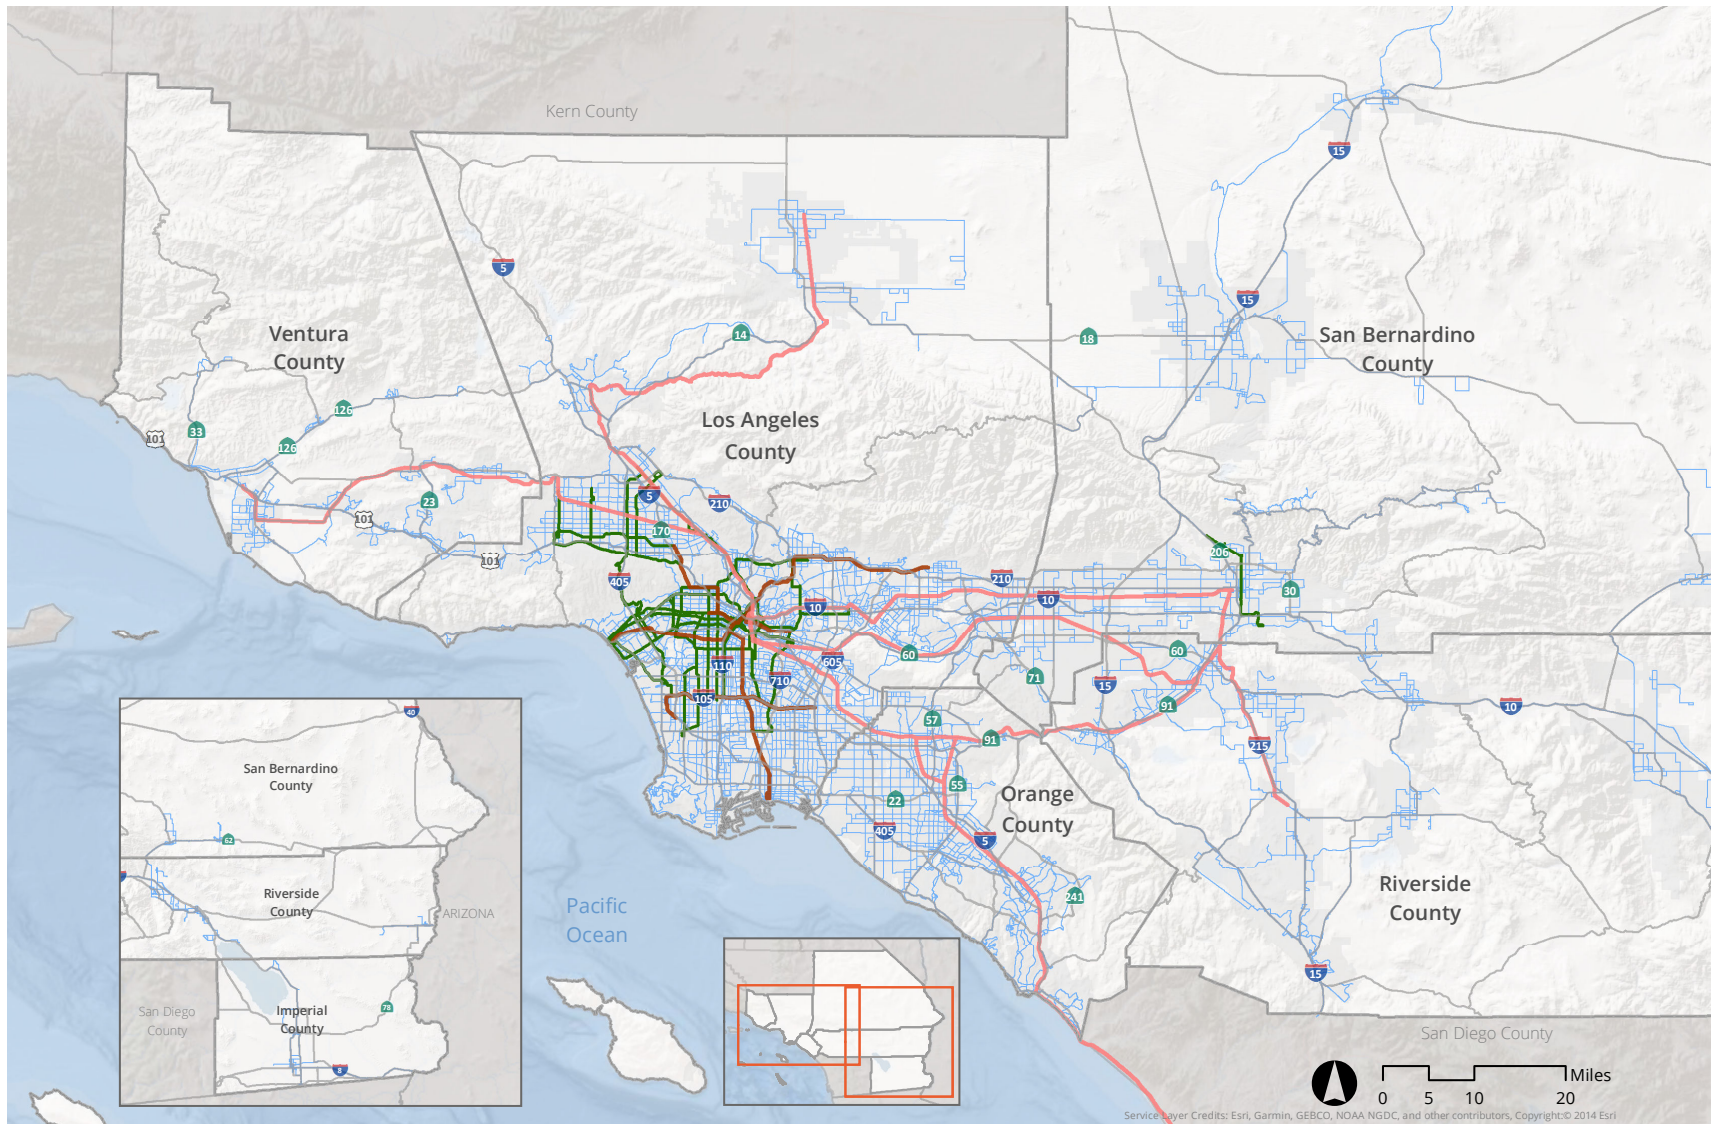 Kern County
15
5
15
14
18
Ventura
County
San Bernardino
County
126
Los Angeles
County
33
101
126
5
210
23
101
170
206
101
405
210
10
10
30
110
605
60
60
710
71
15
105
91
57
91
10
215
55
22
405
Orange
County
5
Riverside
County
241
15
Pacific
Ocean
San Diego County
40
San Bernardino
County
62
Riverside
County
ARIZONA
San Diego
County
Imperial
County
78
8
Miles
0 5 10 20
Service Layer Credits: Esri, Garmin, GEBCO, NOAA NGDC, and other contributors, Copyright:© 2014 Esri